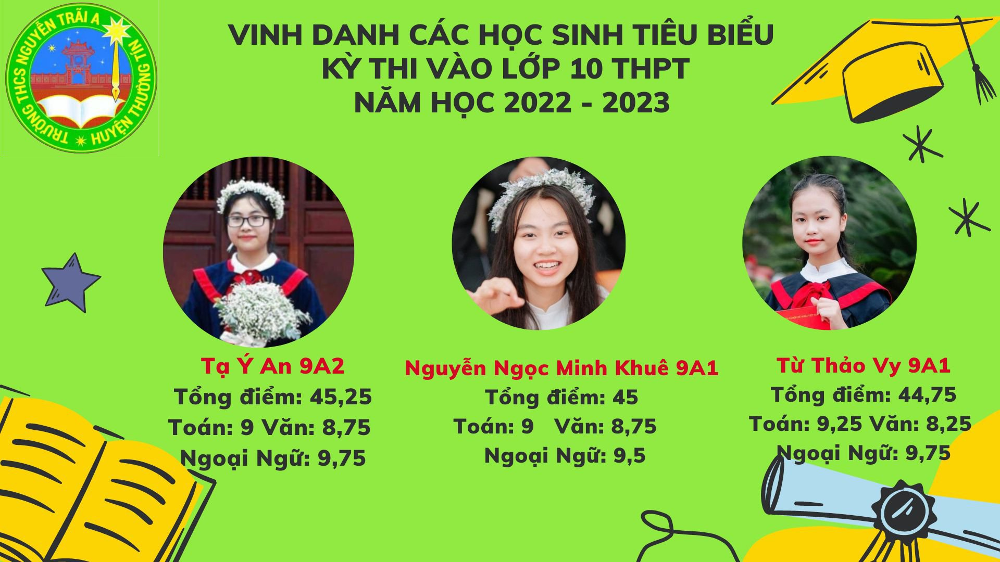 TRƯỜNG THCS NGUYỄN TRÃI A
HUYỆN THƯỜNG TÍN
VINH DANH CÁC HỌC SINH TIÊU BIỂU
KỲ THI VÀO LỚP 10 THPT
NĂM HỌC 2022 - 2023
Tạ Ý An 9A2
Tổng điểm: 45,25
Toán: 9 Văn: 8,75
Ngoại Ngữ: 9,75
Nguyễn Ngọc Minh Khuê 9A1
Tổng điểm: 45
Toán: 9 Văn: 8,75
Ngoại Ngữ: 9,5
Từ Thảo Vy 9A1
Tổng điểm: 44,75
Toán: 9,25 Văn: 8,25
Ngoại Ngữ: 9,75